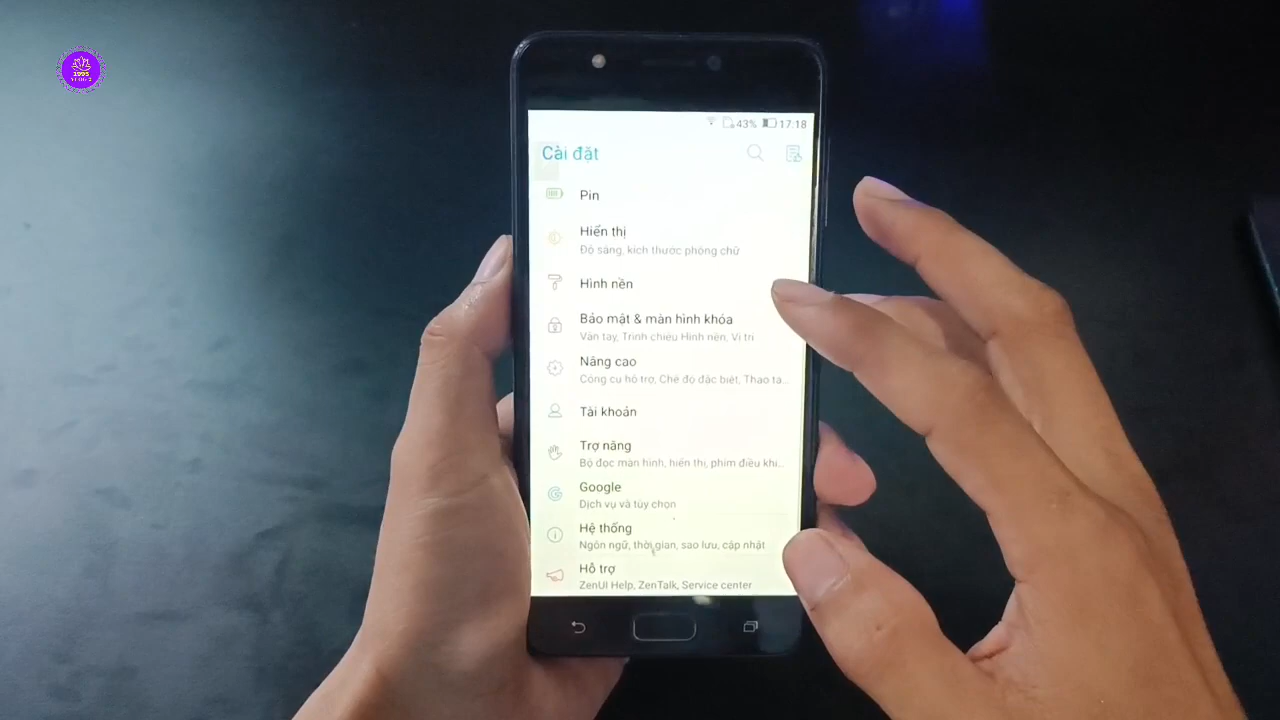 1995
43% 17:18
Cài đặt
Pin
Hiển thị
Độ sáng, kích thước phông chữ
Hình nền
Bảo mật & màn hình khóa
Vân tay, Trình chiếu Hình nền, Vị trí
Nâng cao
Công cụ hỗ trợ, Chế độ đặc biệt, Thao tá...
Tài khoản
Trợ năng
Bộ đọc màn hình, hiển thị, phím điều khi...
Google
Dịch vụ và tùy chọn
Hệ thống
Ngôn ngữ, thời gian, sao lưu, cập nhật
Hỗ trợ
ZenUI Help, ZenTalk, Service center